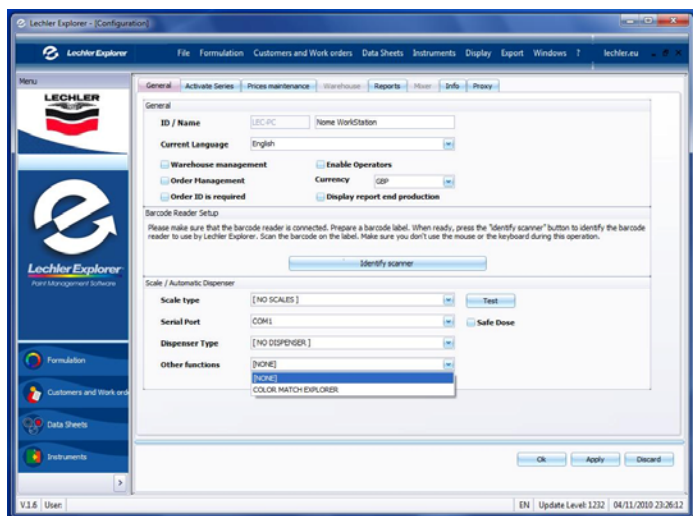 Lechler Explorer - [Configuration]
Lechler Explorer
File Formulation Customers and Work orders Data Sheets Instruments Display Export Windows ? lechler.eu
Menu
LECHLER
Lechler Explorer
Paint Management Software
Formulation
Customers and Work orde
Data Sheets
Instruments
General Activate Series Prices maintenance Warehouse Reports Mixer Info Proxy
General
ID / Name LEC-PC Nome WorkStation
Current Language English
Warehouse management Enable Operators
Order Management Currency GBP
Order ID is required Display report end production
Barcode Reader Setup
Please make sure that the barcode reader is connected. Prepare a barcode label. When ready, press the "identify scanner" button to identify the barcode
reader to use by Lechler Explorer. Scan the barcode on the label. Make sure you don't use the mouse or the keyboard during this operation.
Identify scanner
Scale / Automatic Dispenser
Scale type [ NO SCALES ] Test
Serial Port COM1 Safe Dose
Dispenser Type [ NO DISPENSER ]
Other functions [NONE]
[NONE]
COLOR MATCH EXPLORER
Ok Apply Discard
V.1.6 User: EN Update Level: 1232 04/11/2010 23:26:12